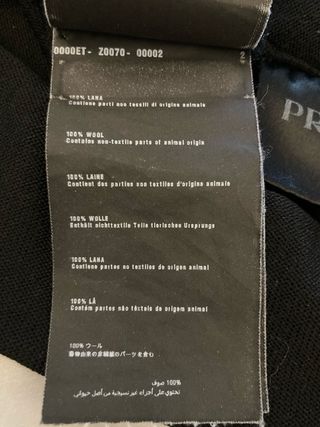 0000ET- Z0070 -00002
2
PR
100% LANA
Contiene parti non tessili di origine animale
100% WOOL
Contains non-textile parts of animal origin
100% LAINE
Contient des parties non textiles d'origine animale
100% WOLLE
Enthält nichttextile Teile tierischen Ursprungs
100% LANA
Contiene partes no textiles de origen animal
100% LÃ
Contém partes não têxteis de origem animal
100% ウール
動物由来の非繊維のパーツを含む
100% صوف
تحتوي على أجزاء غير نسيجية من أصل حيواني